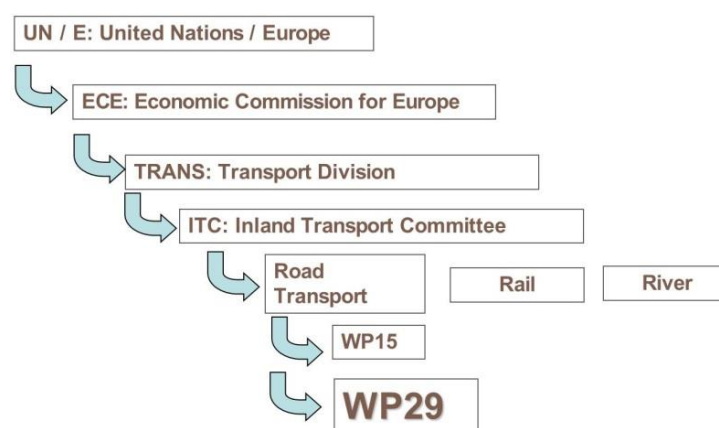 UN / E: United Nations / Europe
ECE: Economic Commission for Europe
TRANS: Transport Division
ITC: Inland Transport Committee
Road
Transport
Rail
River
WP15
WP29